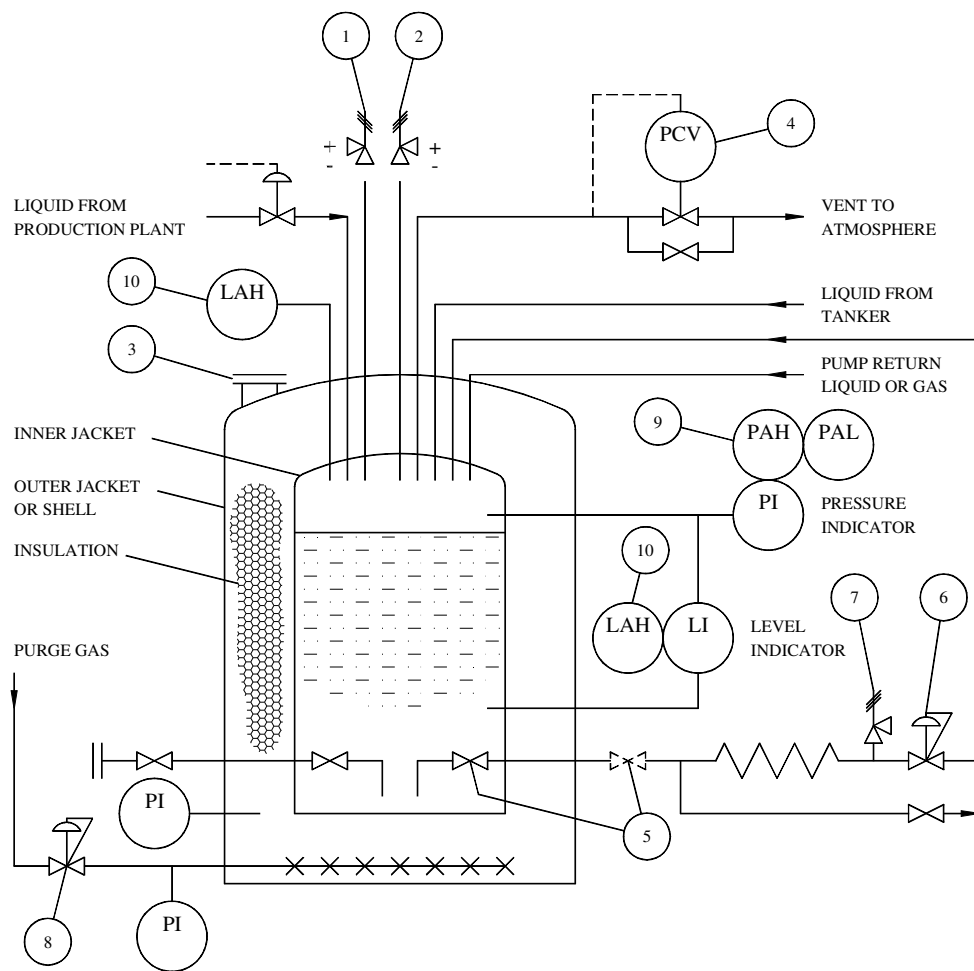 1
2
PCV
4
+
-
+
-
LIQUID FROM
PRODUCTION PLANT
VENT TO
ATMOSPHERE
10
LAH
LIQUID FROM
TANKER
3
PUMP RETURN
LIQUID OR GAS
INNER JACKET
9
PAH
PAL
OUTER JACKET
OR SHELL
PI
PRESSURE
INDICATOR
INSULATION
10
LAH
LI
LEVEL
INDICATOR
7
6
PURGE GAS
PI
5
8
PI